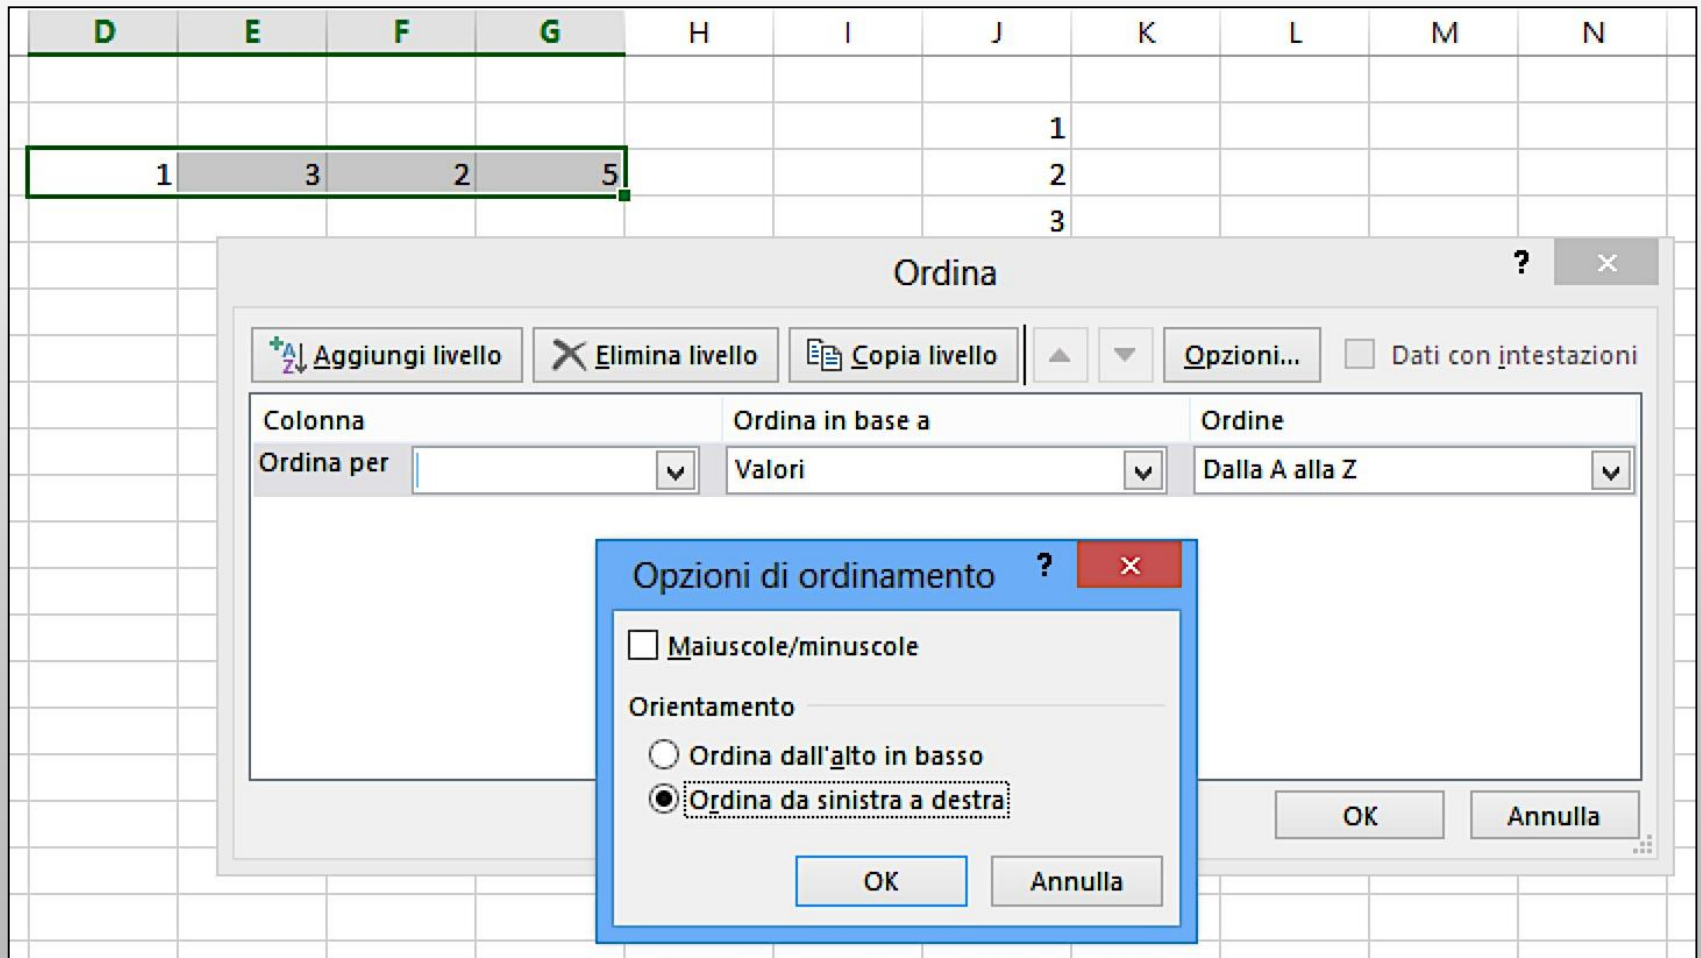 D E F G H I J K L M N
1
1 3 2 5 2
3
Ordina ?
Aggiungi livello Elimina livello Copia livello Opzioni... Dati con intestazioni
Colonna Ordina in base a Ordine
Ordina per Valori Dalla A alla Z
Opzioni di ordinamento ?
Maiuscole/minuscole
Orientamento
Ordina dall'alto in basso
Ordina da sinistra a destra
OK Annulla
OK Annulla